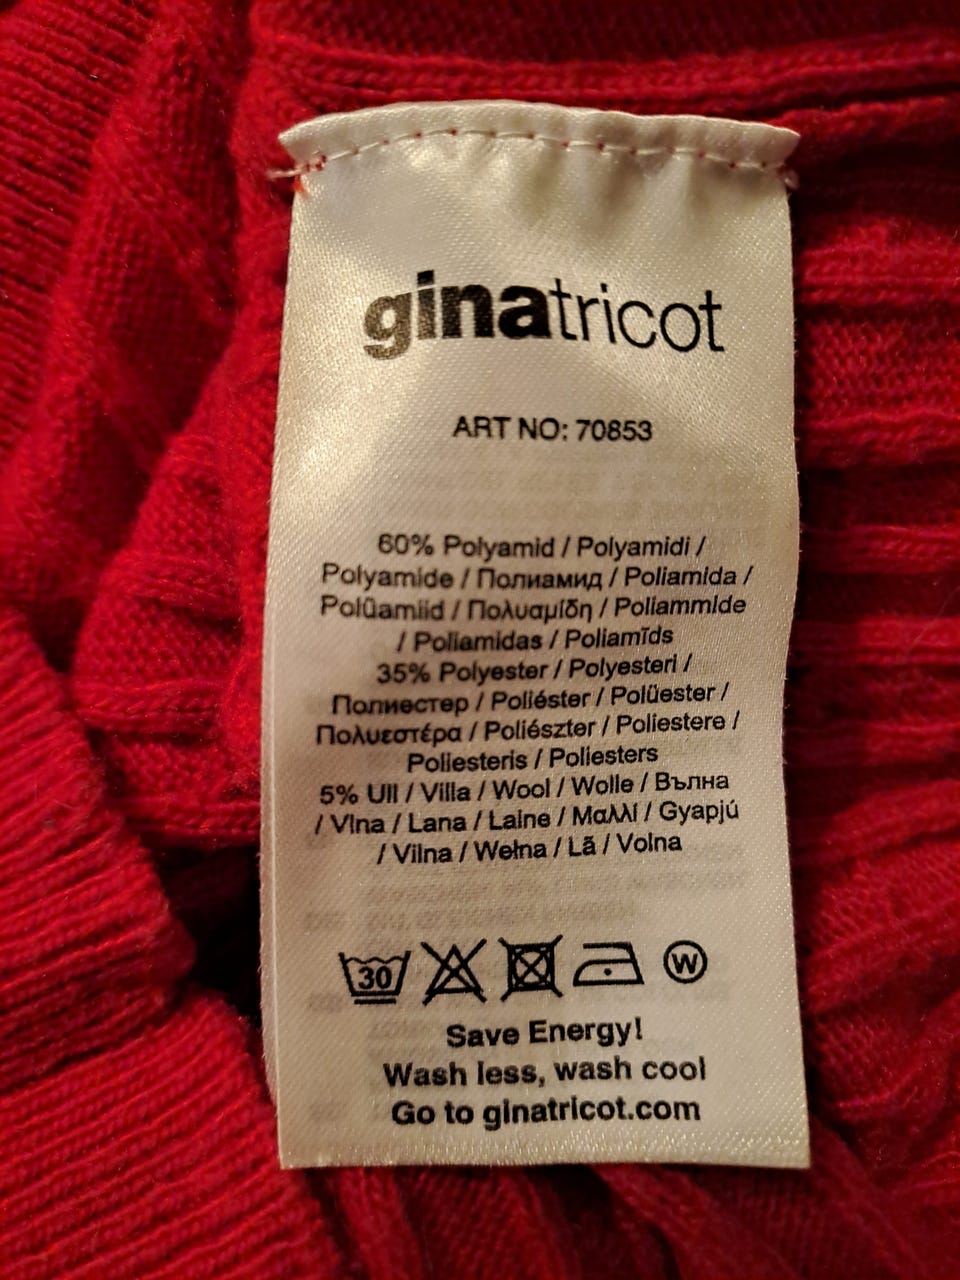 ginatricot
ART NO: 70853
60% Polyamid / Polyamidi /
Polyamide / Полиамид / Poliamida /
Polüamiid / Πολυαμίδη / Poliammide
/ Poliamidas / Poliamīds
35% Polyester / Polyesteri /
Полиестер / Poliéster / Polüester /
Πολυεστέρα / Poliészter / Poliestere /
Poliesteris / Poliesters
5% Ull / Villa / Wool / Wolle / Вълна
/ Vlna / Lana / Laine / Μαλλί / Gyapjú
/ Vilna / Wełna / Lã / Volna
30 W
Save Energy!
Wash less, wash cool
Go to ginatricot.com